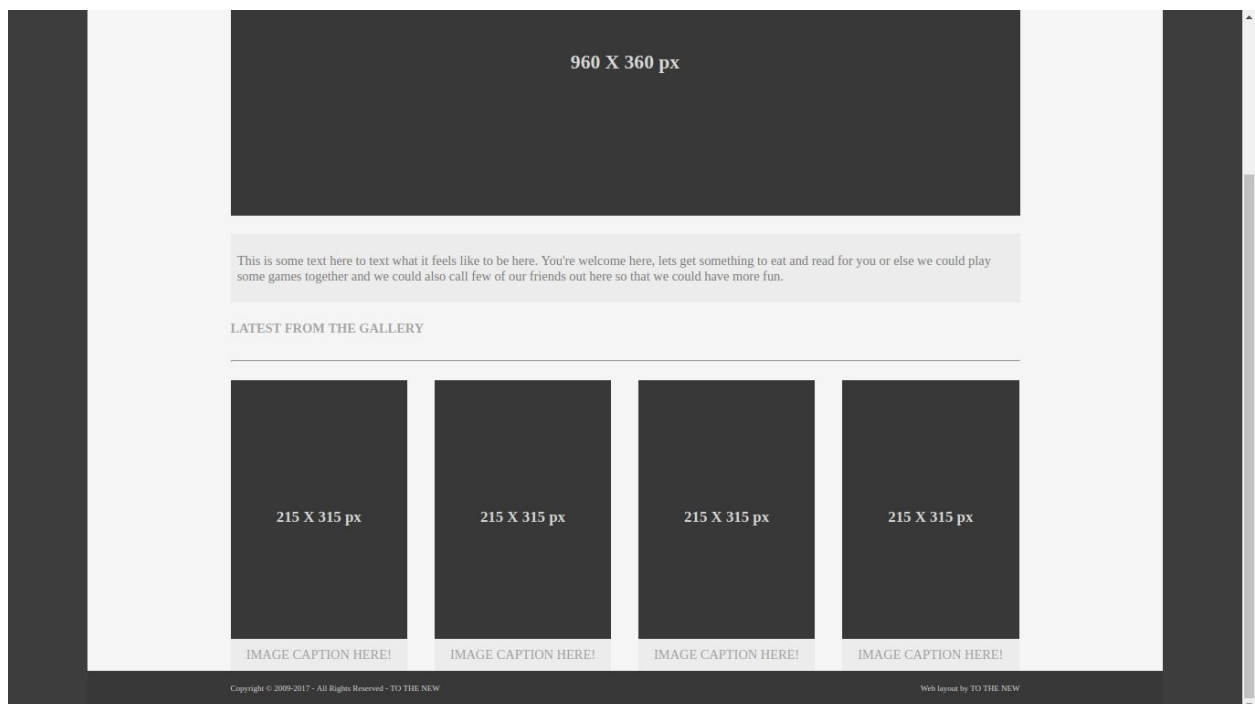 960 X 360 px
This is some text here to text what it feels like to be here. You're welcome here, lets get something to eat and read for you or else we could play
some games together and we could also call few of our friends out here so that we could have more fun.
LATEST FROM THE GALLERY
215 X 315 px
215 X 315 px
215 X 315 px
215 X 315 px
IMAGE CAPTION HERE!
IMAGE CAPTION HERE!
IMAGE CAPTION HERE!
IMAGE CAPTION HERE!
Copyright © 2009-2017 - All Rights Reserved - TO THE NEW
Web layout by TO THE NEW